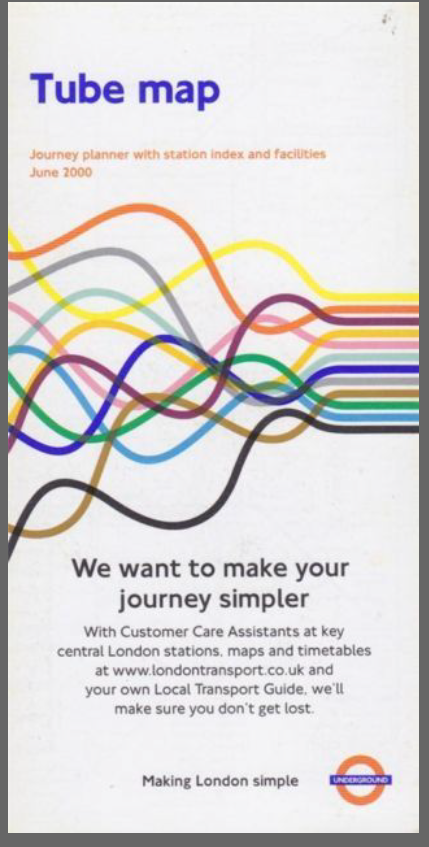 Tube map
Journey planner with station index and facilities
June 2000
We want to make your
journey simpler
With Customer Care Assistants at key
central London stations, maps and timetables
at www.londontransport.co.uk and
your own Local Transport Guide, we'll
make sure you don't get lost.
Making London simple
UNDERGROUND